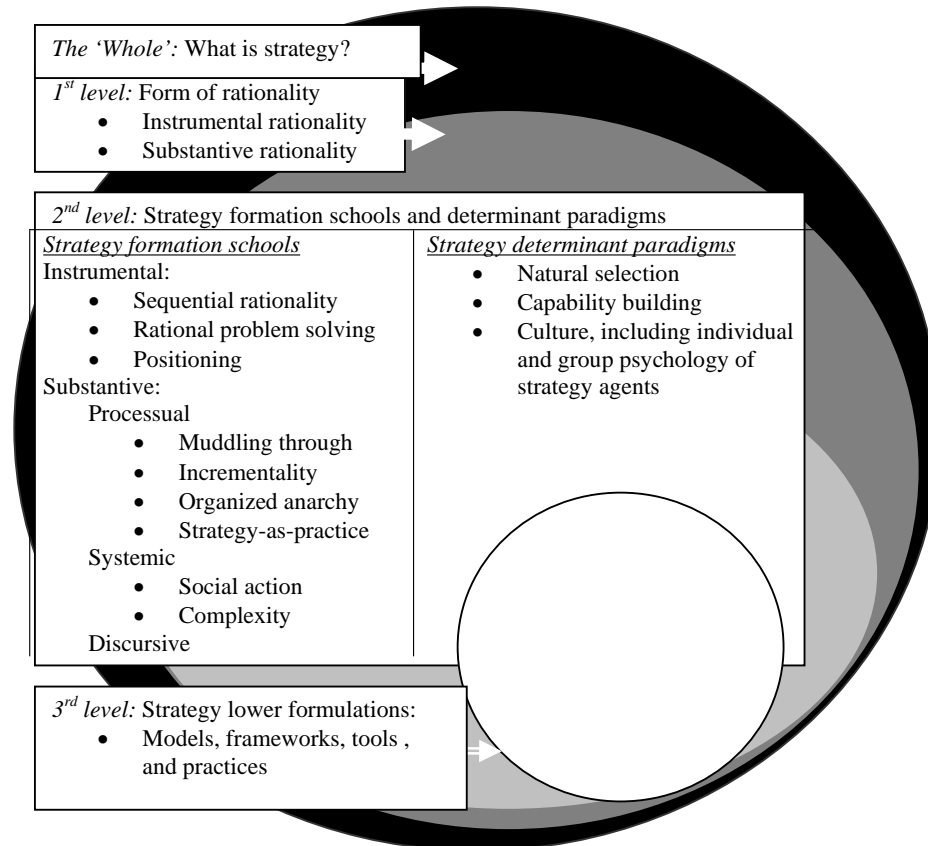 The ‘Whole’: What is strategy?
1st level: Form of rationality
• Instrumental rationality
• Substantive rationality
2nd level: Strategy formation schools and determinant paradigms
Strategy formation schools
Instrumental:
• Sequential rationality
• Rational problem solving
• Positioning
Substantive:
Processual
• Muddling through
• Incrementality
• Organized anarchy
• Strategy-as-practice
Systemic
• Social action
• Complexity
Discursive
Strategy determinant paradigms
• Natural selection
• Capability building
• Culture, including individual
and group psychology of
strategy agents
3rd level: Strategy lower formulations:
• Models, frameworks, tools ,
and practices